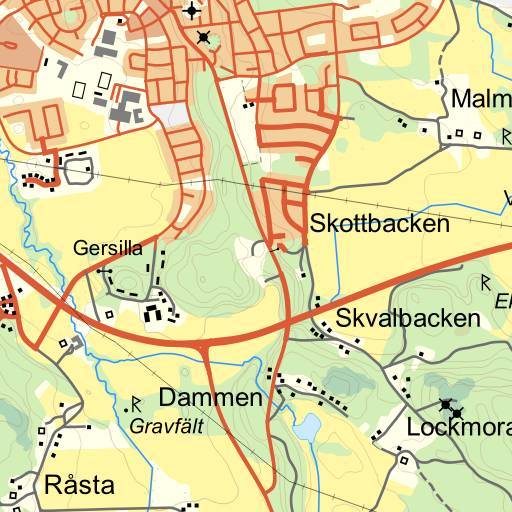 Malm
Skottbacken
Gersilla
Skvalbacken
Dammen
Gravfält
Lockmora
Råsta